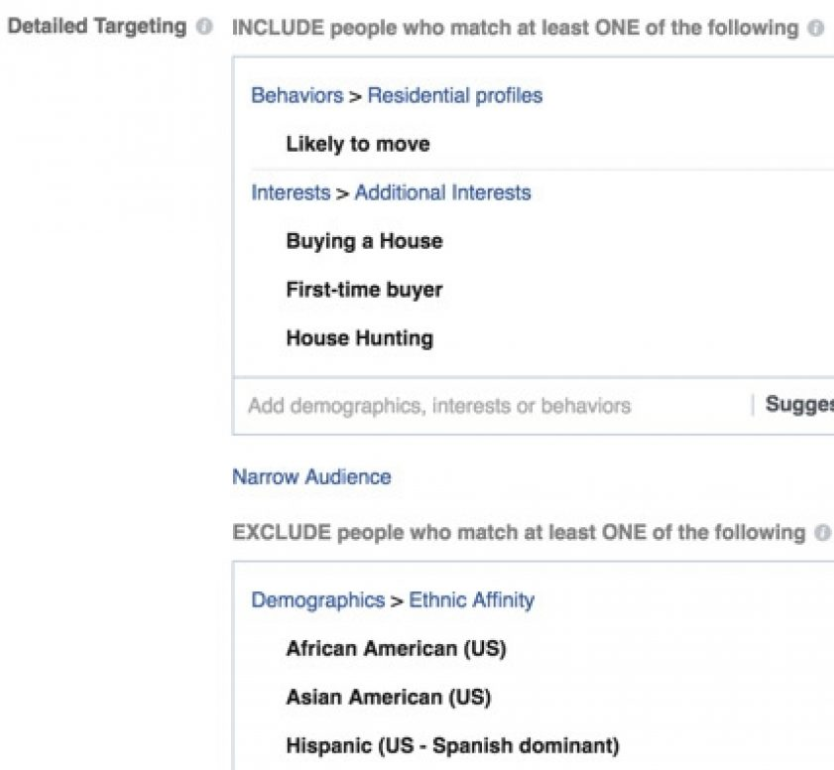 Detailed Targeting INCLUDE people who match at least ONE of the following
Behaviors > Residential profiles
Likely to move
Interests > Additional Interests
Buying a House
First-time buyer
House Hunting
Add demographics, interests or behaviors | Sugges
Narrow Audience
EXCLUDE people who match at least ONE of the following
Demographics > Ethnic Affinity
African American (US)
Asian American (US)
Hispanic (US - Spanish dominant)